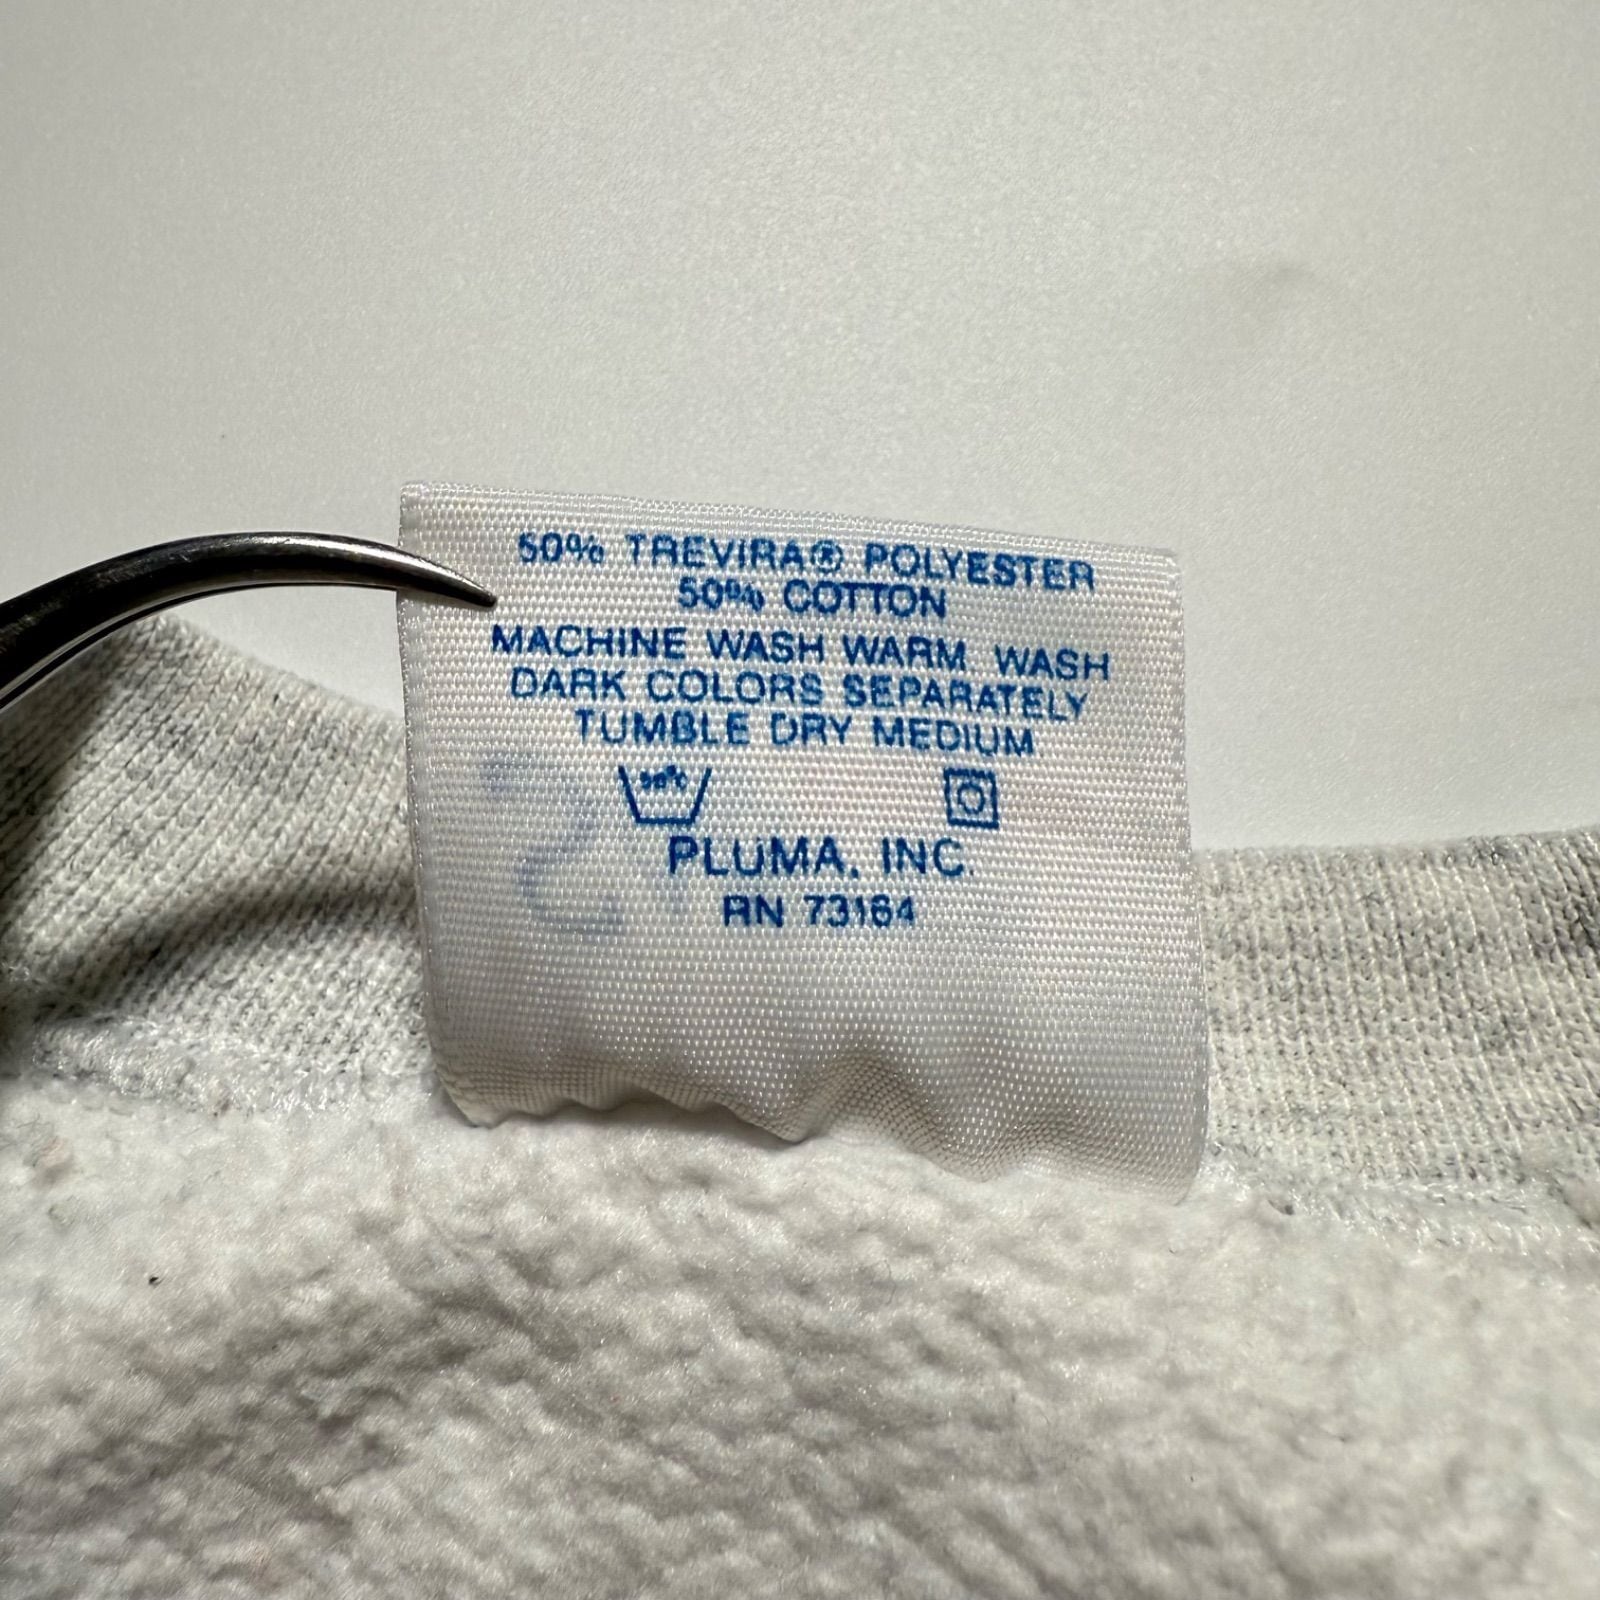 50% TREVIRA® POLYESTER
50% COTTON
MACHINE WASH WARM. WASH
DARK COLORS SEPARATELY
TUMBLE DRY MEDIUM
PLUMA, INC.
RN 73164